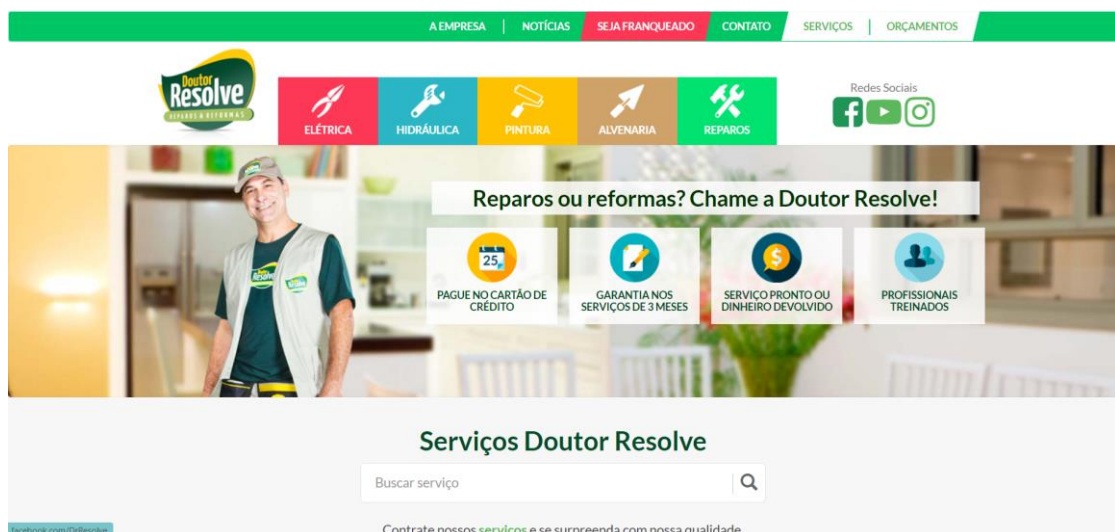 A EMPRESA | NOTÍCIAS SEJA FRANQUEADO CONTATO SERVIÇOS | ORÇAMENTOS
Doutor
Resolve
REPAROS & REFORMAS
ELÉTRICA HIDRÁULICA PINTURA ALVENARIA REPAROS
Redes Sociais
Reparos ou reformas? Chame a Doutor Resolve!
25
PAGUE NO CARTÃO DE
CRÉDITO
GARANTIA NOS
SERVIÇOS DE 3 MESES
SERVIÇO PRONTO OU
DINHEIRO DEVOLVIDO
PROFISSIONAIS
TREINADOS
Resolve
Serviços Doutor Resolve
Buscar serviço
Contrate nossos serviços e se surpreenda com nossa qualidade
facebook.com/DrResolve